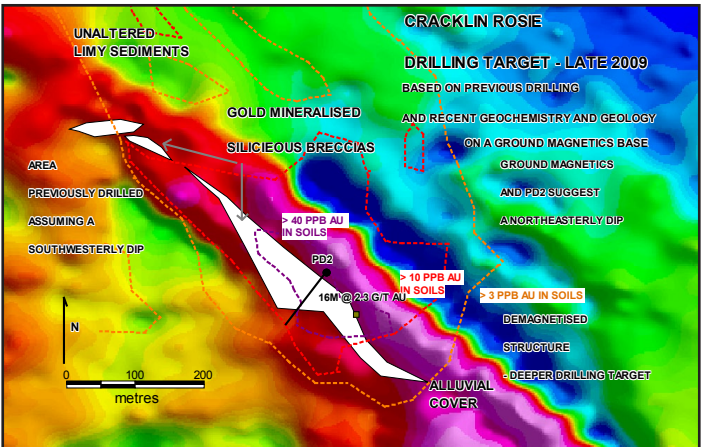 CRACKLIN ROSIE
UNALTERED
LIMY SEDIMENTS
DRILLING TARGET - LATE 2009
BASED ON PREVIOUS DRILLING
GOLD MINERALISED
AND RECENT GEOCHEMISTRY AND GEOLOGY
SILICIEOUS BRECCIAS
ON A GROUND MAGNETICS BASE
AREA
GROUND MAGNETICS
PREVIOUSLY DRILLED
AND PD2 SUGGEST
ASSUMING A
A NORTHEASTERLY DIP
SOUTHWESTERLY DIP
> 40 PPB AU
IN SOILS
PD2
> 10 PPB AU
IN SOILS
16M @ 2.3 G/T AU
> 3 PPB AU IN SOILS
DEMAGNETISED
STRUCTURE
- DEEPER DRILLING TARGET
N
0 100 200
metres
ALLUVIAL
COVER